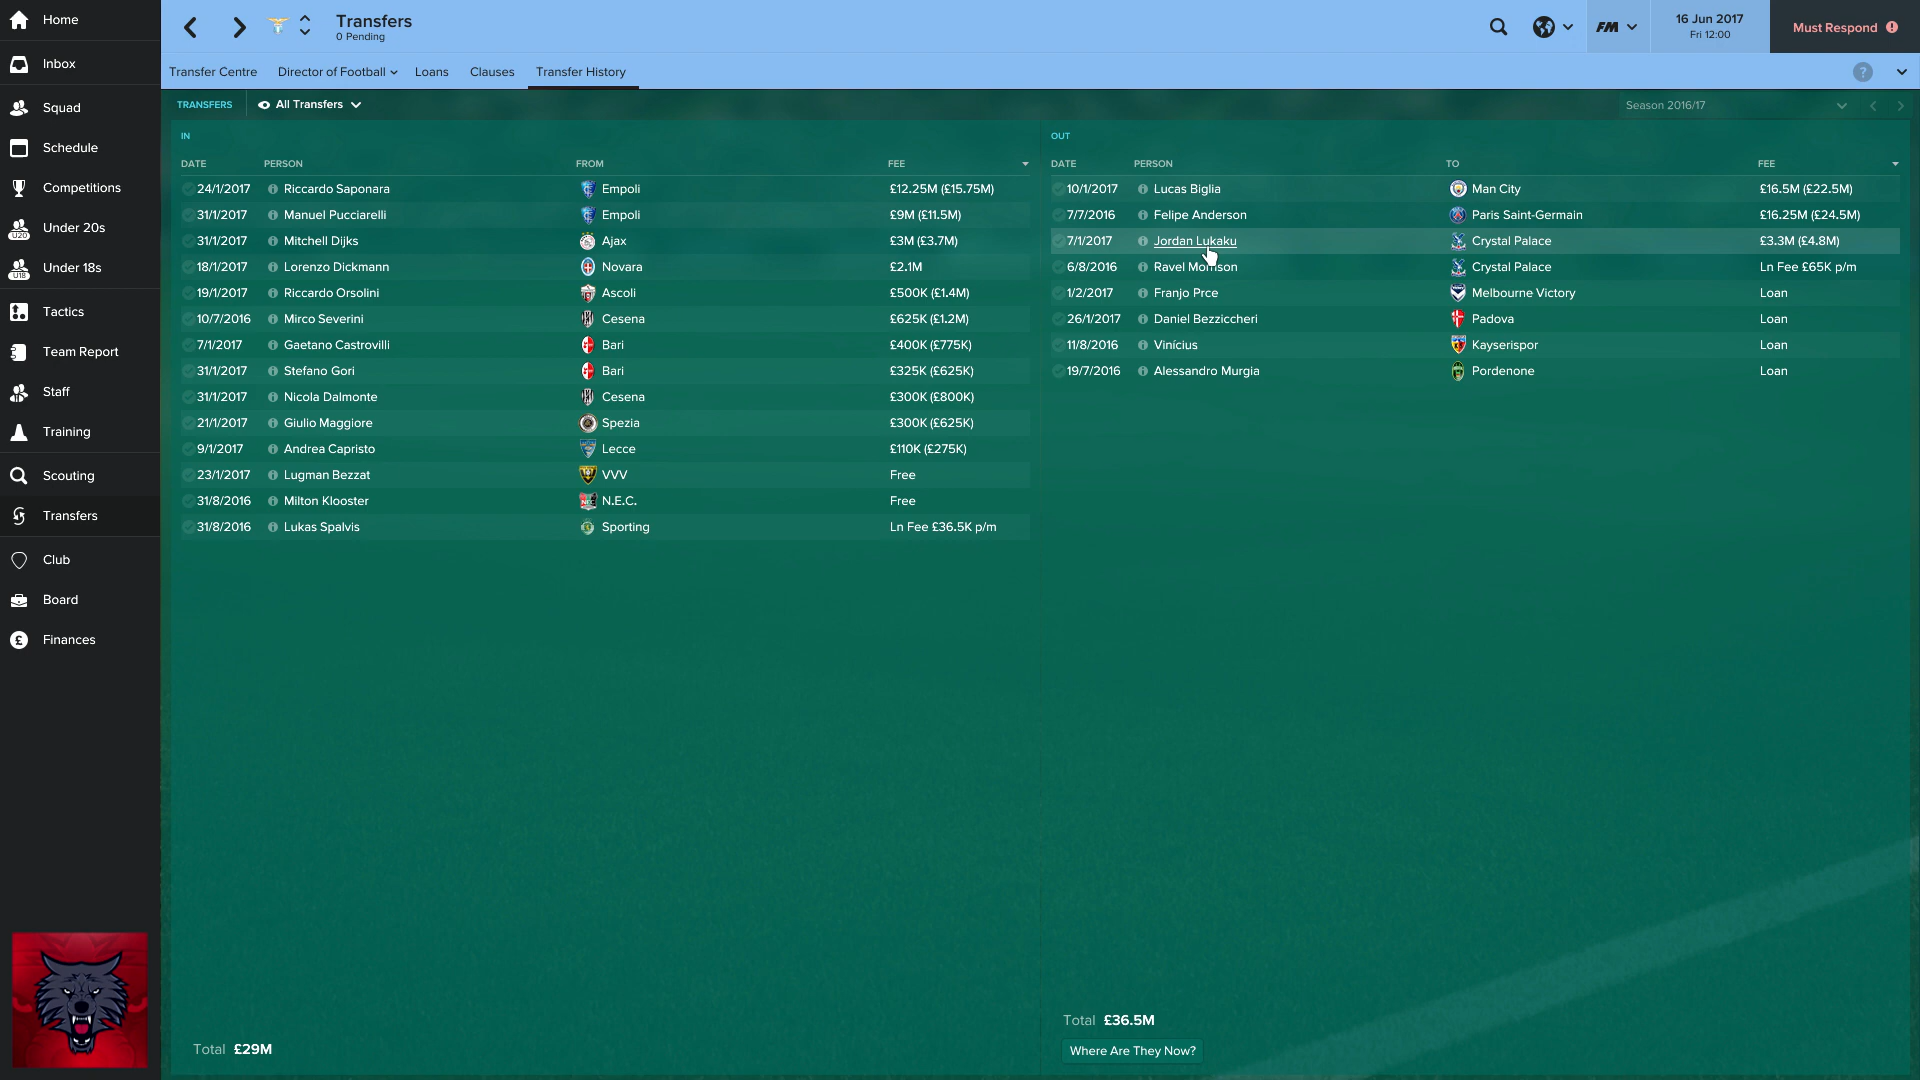 Home
Inbox
Squad
Schedule
Competitions
Under 20s
U20
Under 18s
U18
Tactics
Team Report
Staff
Training
Scouting
Transfers
Club
Board
Finances
Transfers
0 Pending
FM
16 Jun 2017
Fri 12:00
Must Respond
Transfer Centre Director of Football Loans Clauses Transfer History
?
TRANSFERS All Transfers Season 2016/17
IN
DATE PERSON FROM FEE
24/1/2017 Riccardo Saponara Empoli £12.25M (£15.75M)
31/1/2017 Manuel Pucciarelli Empoli £9M (£11.5M)
31/1/2017 Mitchell Dijks Ajax £3M (£3.7M)
18/1/2017 Lorenzo Dickmann Novara £2.1M
19/1/2017 Riccardo Orsolini Ascoli £500K (£1.4M)
10/7/2016 Mirco Severini Cesena £625K (£1.2M)
7/1/2017 Gaetano Castrovilli Bari £400K (£775K)
31/1/2017 Stefano Gori Bari £325K (£625K)
31/1/2017 Nicola Dalmonte Cesena £300K (£800K)
21/1/2017 Giulio Maggiore Spezia £300K (£625K)
9/1/2017 Andrea Capristo Lecce £110K (£275K)
23/1/2017 Lugman Bezzat VVV Free
31/8/2016 Milton Klooster N.E.C. Free
31/8/2016 Lukas Spalvis Sporting Ln Fee £36.5K p/m
Total £29M
OUT
DATE PERSON TO FEE
10/1/2017 Lucas Biglia Man City £16.5M (£22.5M)
7/7/2016 Felipe Anderson Paris Saint-Germain £16.25M (£24.5M)
7/1/2017 Jordan Lukaku Crystal Palace £3.3M (£4.8M)
6/8/2016 Ravel Morrison Crystal Palace Ln Fee £65K p/m
1/2/2017 Franjo Prce Melbourne Victory Loan
26/1/2017 Daniel Bezziccheri Padova Loan
11/8/2016 Vinícius Kayserispor Loan
19/7/2016 Alessandro Murgia Pordenone Loan
Total £36.5M
Where Are They Now?